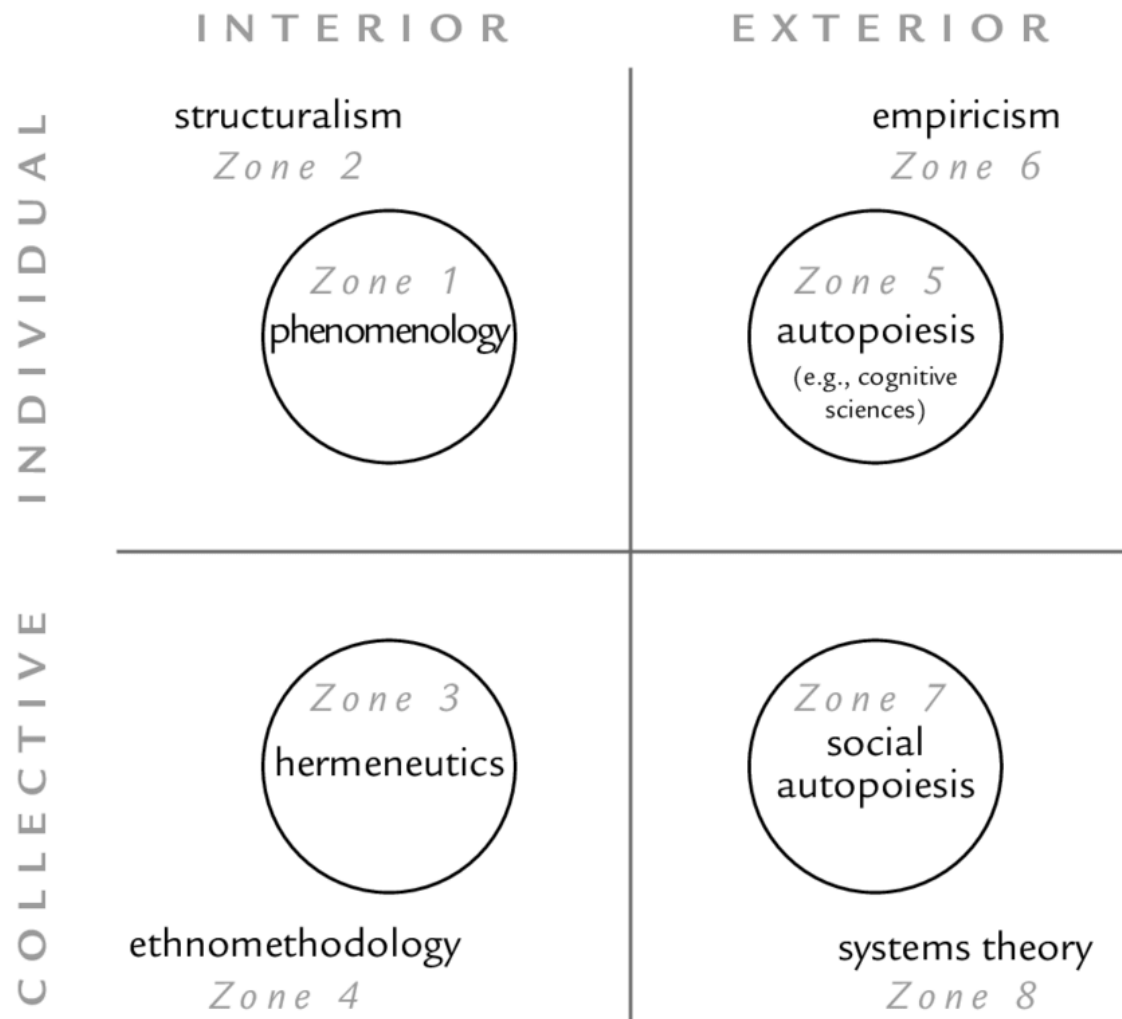 INTERIOR
EXTERIOR
INDIVIDUAL
structuralism
Zone 2
Zone 1
phenomenology
empiricism
Zone 6
Zone 5
autopoiesis
(e.g., cognitive
sciences)
COLLECTIVE
Zone 3
hermeneutics
ethnomethodology
Zone 4
Zone 7
social
autopoiesis
systems theory
Zone 8